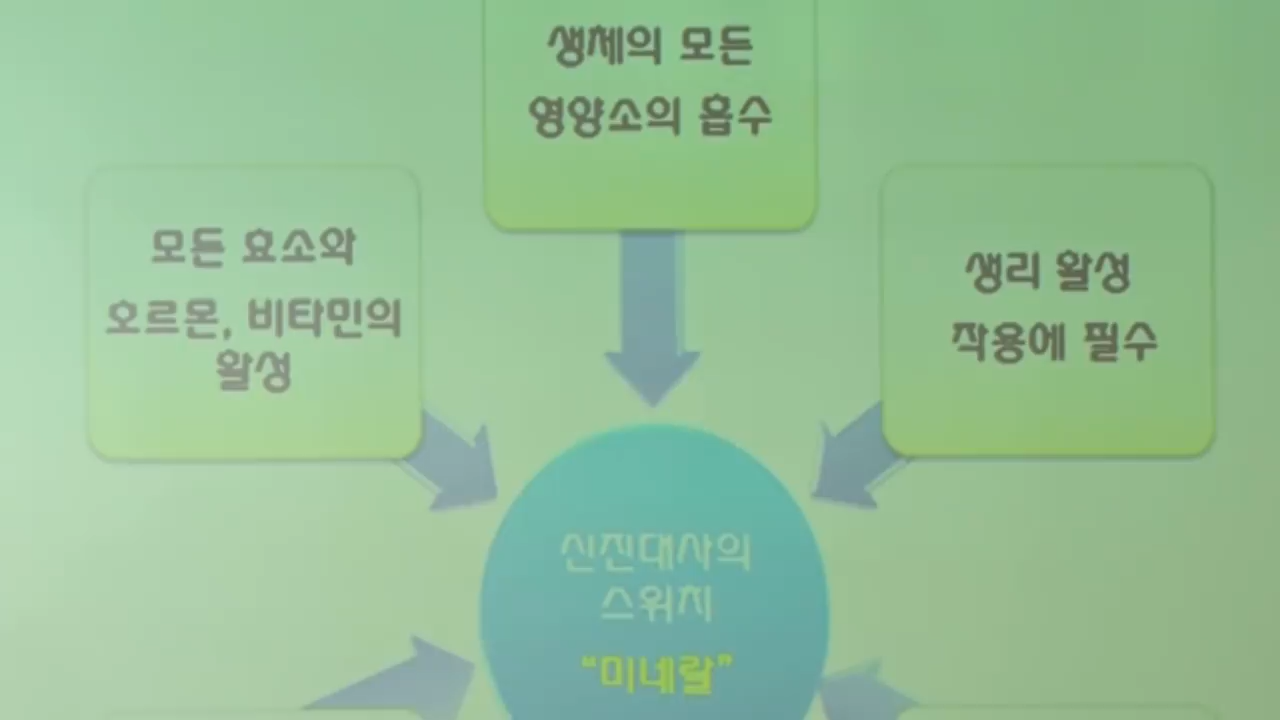 생체의 모든
영양소의 흡수
모든 효소와
호르몬, 비타민의
활성
생리 활성
작용에 필수
신진대사의
스위치
“미네랄”